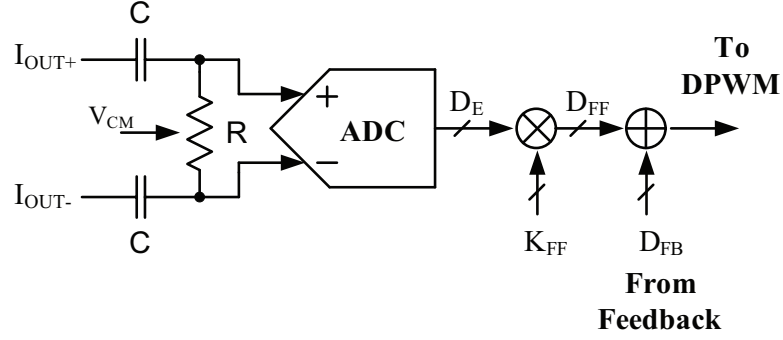 C
I_OUT+
V_CM
R
+
−
ADC
D_E
D_FF
To
DPWM
I_OUT-
C
K_FF
D_FB
From
Feedback